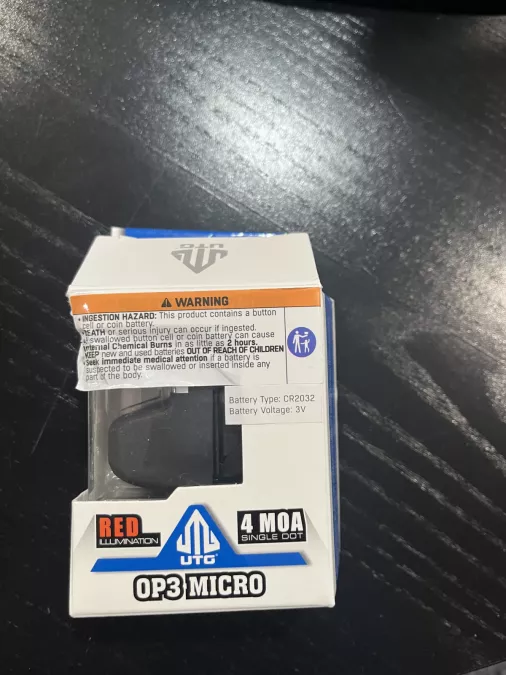 UTG
WARNING
• INGESTION HAZARD: This product contains a button
cell or coin battery.
DEATH or serious injury can occur if ingested.
swallowed button cell or coin battery can cause
Internal Chemical Burns in as little as 2 hours.
KEEP new and used batteries OUT OF REACH OF CHILDREN
Seek immediate medical attention if a battery is
suspected to be swallowed or inserted inside any
part of the body.
Battery Type: CR2032
Battery Voltage: 3V
RED
ILLUMINATION
UTG
4 MOA
SINGLE DOT
OP3 MICRO